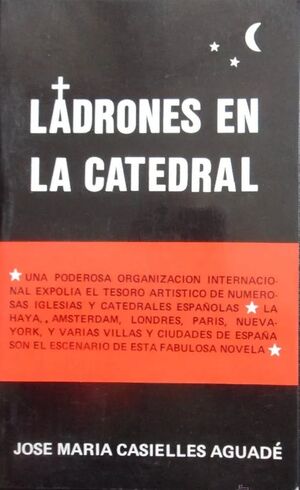 LADRONES EN
LA CATEDRAL
UNA PODEROSA ORGANIZACION INTERNACIO-
NAL EXPOLIA EL TESORO ARTISTICO DE NUMERO-
SAS IGLESIAS Y CATEDRALES ESPAÑOLAS ★ LA
HAYA,, AMSTERDAM, LONDRES, PARIS, NUEVA-
YORK, Y VARIAS VILLAS Y CIUDADES DE ESPAÑA
SON EL ESCENARIO DE ESTA FABULOSA NOVELA
JOSE MARIA CASIELLES AGUADÉ